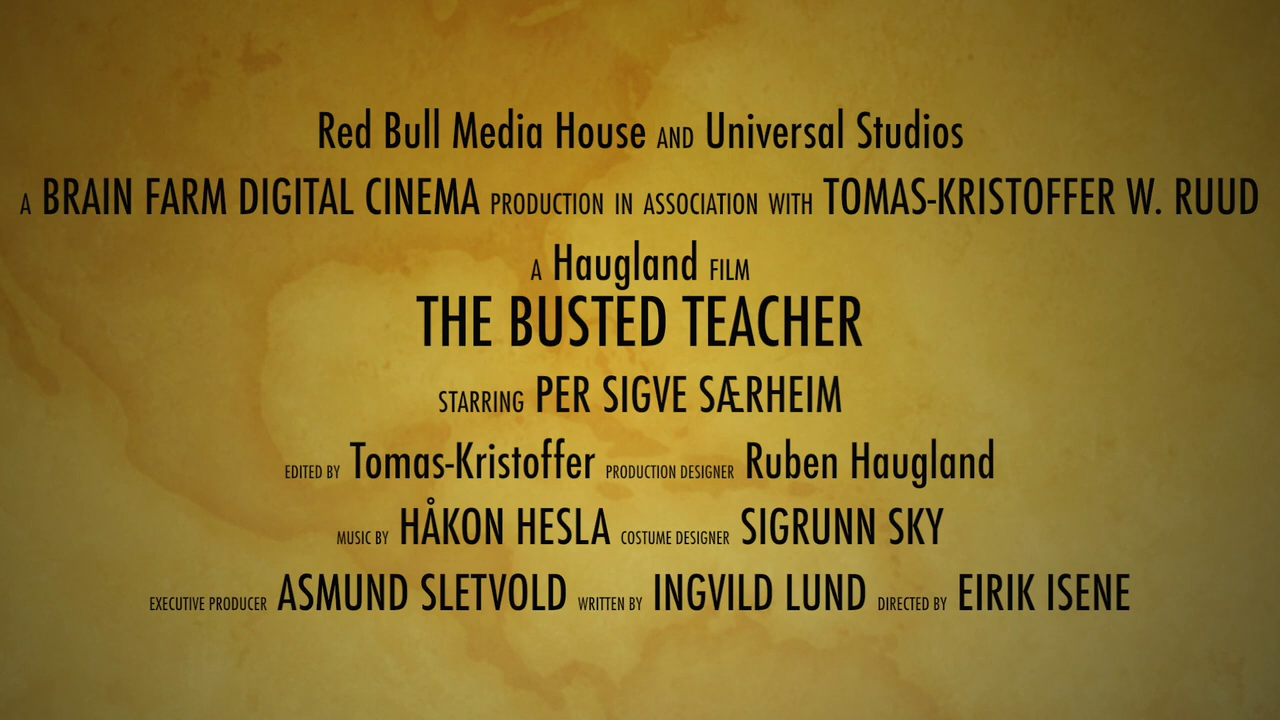 Red Bull Media House AND Universal Studios
A BRAIN FARM DIGITAL CINEMA PRODUCTION IN ASSOCIATION WITH TOMAS-KRISTOFFER W. RUUD
A Haugland FILM
THE BUSTED TEACHER
STARRING PER SIGVE SÆRHEIM
EDITED BY Tomas-Kristoffer PRODUCTION DESIGNER Ruben Haugland
MUSIC BY HÅKON HESLA COSTUME DESIGNER SIGRUNN SKY
EXECUTIVE PRODUCER ASMUND SLETVOLD WRITTEN BY INGVILD LUND DIRECTED BY EIRIK ISENE